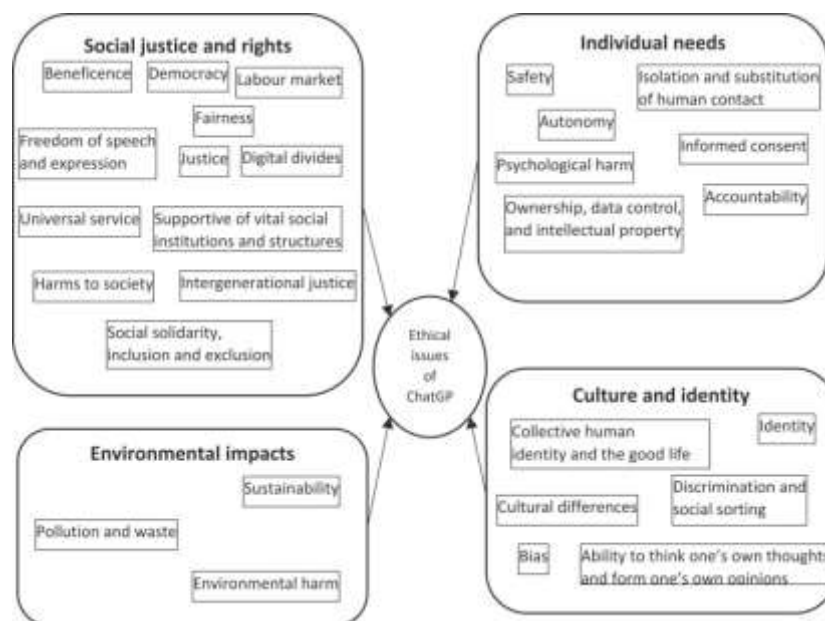 Social justice and rights
Beneficence
Democracy
Labour market
Fairness
Freedom of speech
and expression
Justice
Digital divides
Universal service
Supportive of vital social
institutions and structures
Harms to society
Intergenerational justice
Social solidarity,
inclusion and exclusion
Individual needs
Safety
Isolation and substitution
of human contact
Autonomy
Informed consent
Psychological harm
Accountability
Ownership, data control,
and intellectual property
Ethical
issues
of
ChatGP
Environmental impacts
Sustainability
Pollution and waste
Environmental harm
Culture and identity
Collective human
identity and the good life
Identity
Cultural differences
Discrimination and
social sorting
Bias
Ability to think one's own thoughts
and form one's own opinions